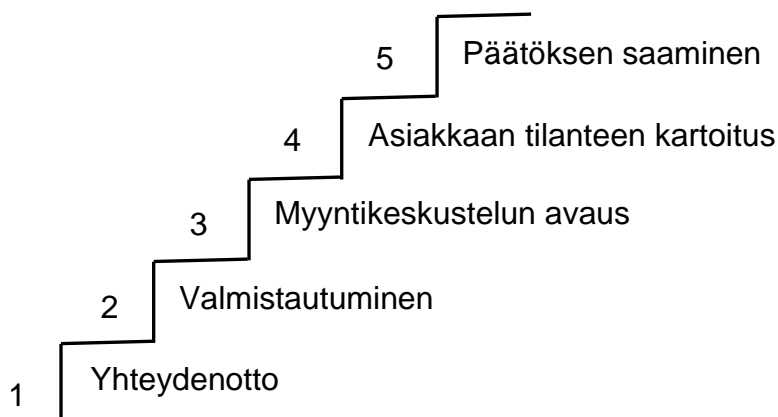 5 Päätöksen saaminen
4 Asiakkaan tilanteen kartoitus
3 Myyntikeskustelun avaus
2 Valmistautuminen
1 Yhteydenotto